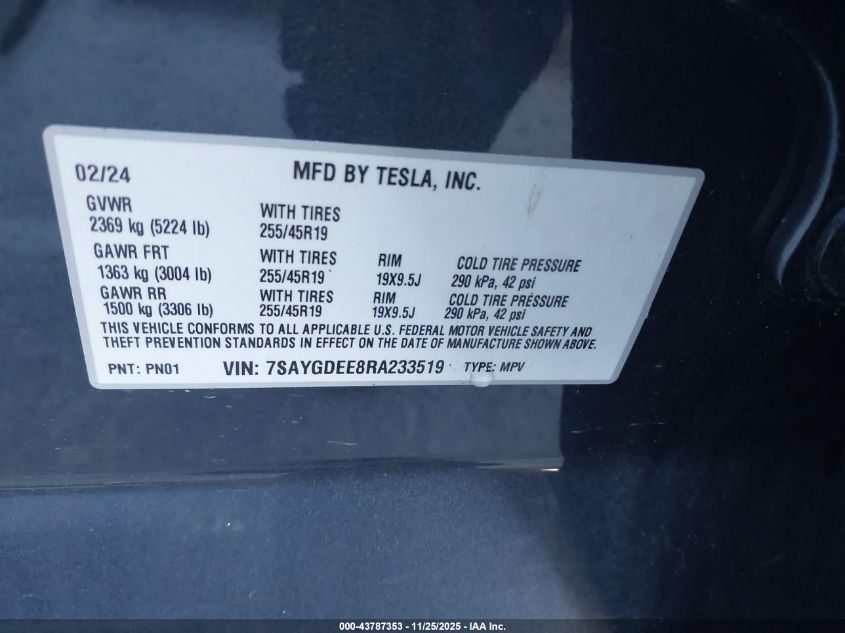 02/24 MFD BY TESLA, INC.
GVWR
2369 kg (5224 lb) WITH TIRES
255/45R19
GAWR FRT WITH TIRES RIM COLD TIRE PRESSURE
1363 kg (3004 lb) 255/45R19 19X9.5J 290 kPa, 42 psi
GAWR RR WITH TIRES RIM COLD TIRE PRESSURE
1500 kg (3306 lb) 255/45R19 19X9.5J 290 kPa, 42 psi
THIS VEHICLE CONFORMS TO ALL APPLICABLE U.S. FEDERAL MOTOR VEHICLE SAFETY AND
THEFT PREVENTION STANDARDS IN EFFECT ON THE DATE OF MANUFACTURE SHOWN ABOVE.
PNT: PN01 VIN: 7SAYGDEE8RA233519 TYPE: MPV
000-43787353 - 11/25/2025 - IAA Inc.